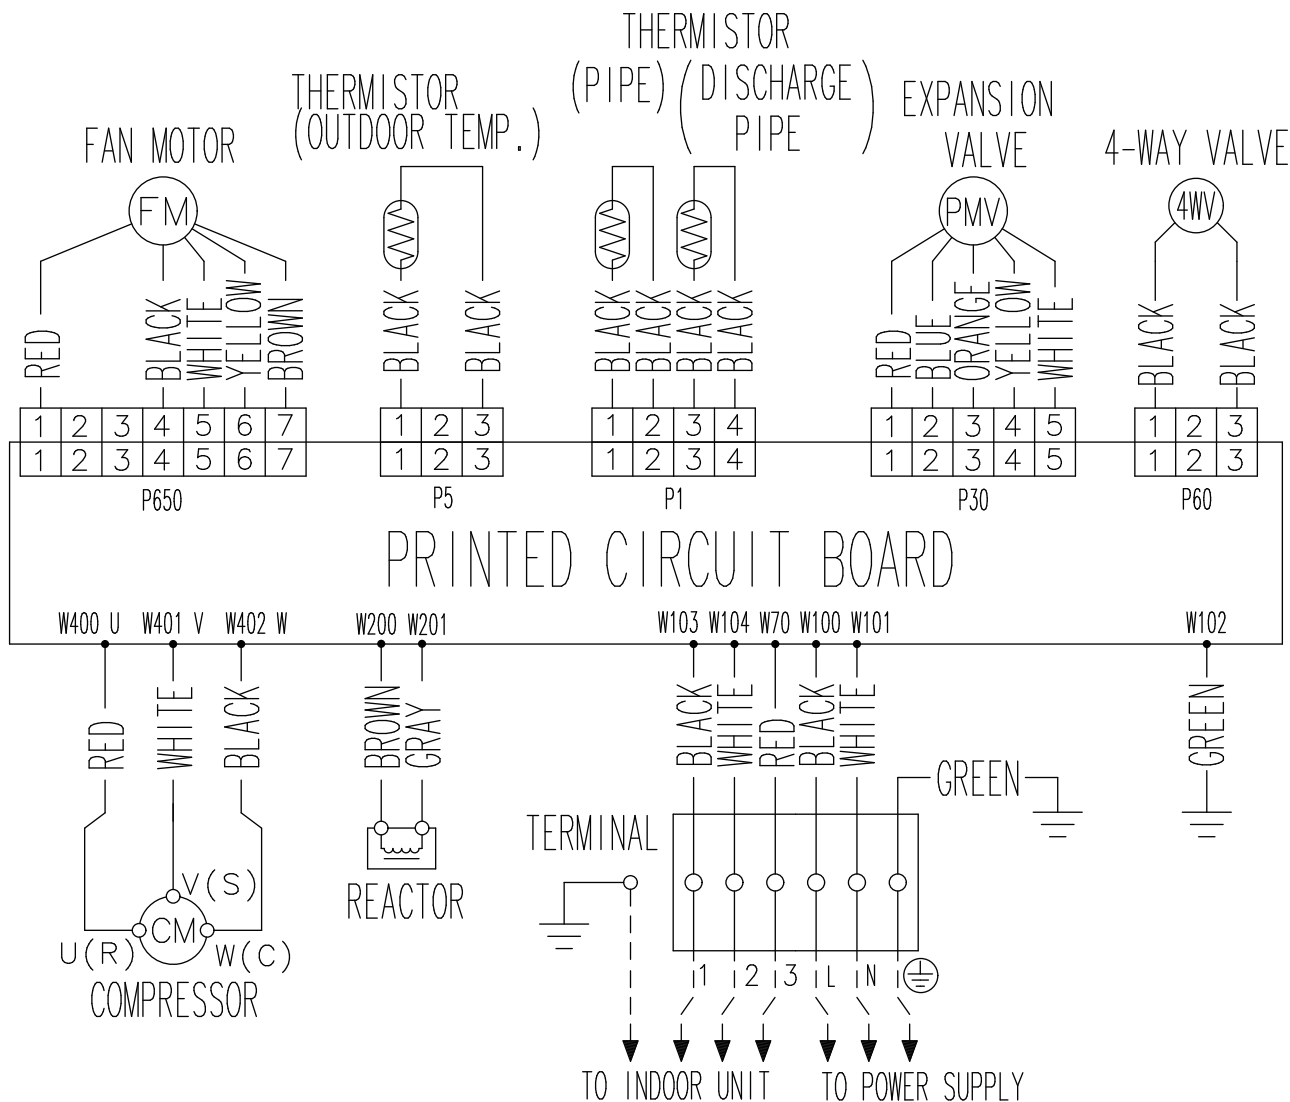 THERMISTOR
(PIPE) (DISCHARGE PIPE)
THERMISTOR
(OUTDOOR TEMP.)
EXPANSION
VALVE
FAN MOTOR
4-WAY VALVE
FM
PMV
4WV
RED BLACK WHITE YELLOW BROWN
BLACK BLACK
BLACK BLACK BLACK BLACK
RED BLUE ORANGE YELLOW WHITE
BLACK BLACK
1 2 3 4 5 6 7
1 2 3
1 2 3 4
1 2 3 4 5
1 2 3
1 2 3 4 5 6 7
1 2 3
1 2 3 4
1 2 3 4 5
1 2 3
P650
P5
P1
P30
P60
PRINTED CIRCUIT BOARD
W400 U W401 V W402 W
W200 W201
W103 W104 W70 W100 W101
W102
RED WHITE BLACK
BROWN GRAY
BLACK WHITE RED BLACK WHITE
GREEN
GREEN
TERMINAL
V(S)
CM
U(R)
W(C)
COMPRESSOR
REACTOR
1 2 3 L N
TO INDOOR UNIT
TO POWER SUPPLY